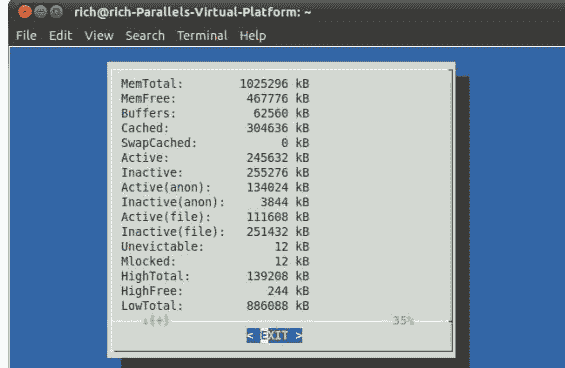 rich@rich-Parallels-Virtual-Platform: ~
File Edit View Search Terminal Help
MemTotal: 1025296 kB
MemFree: 467776 kB
Buffers: 62560 kB
Cached: 304636 kB
SwapCached: 0 kB
Active: 245632 kB
Inactive: 255276 kB
Active(anon): 134024 kB
Inactive(anon): 3844 kB
Active(file): 111608 kB
Inactive(file): 251432 kB
Unevictable: 12 kB
Mlocked: 12 kB
HighTotal: 139208 kB
HighFree: 244 kB
LowTotal: 886088 kB
↓(+) 35%
< EXIT >